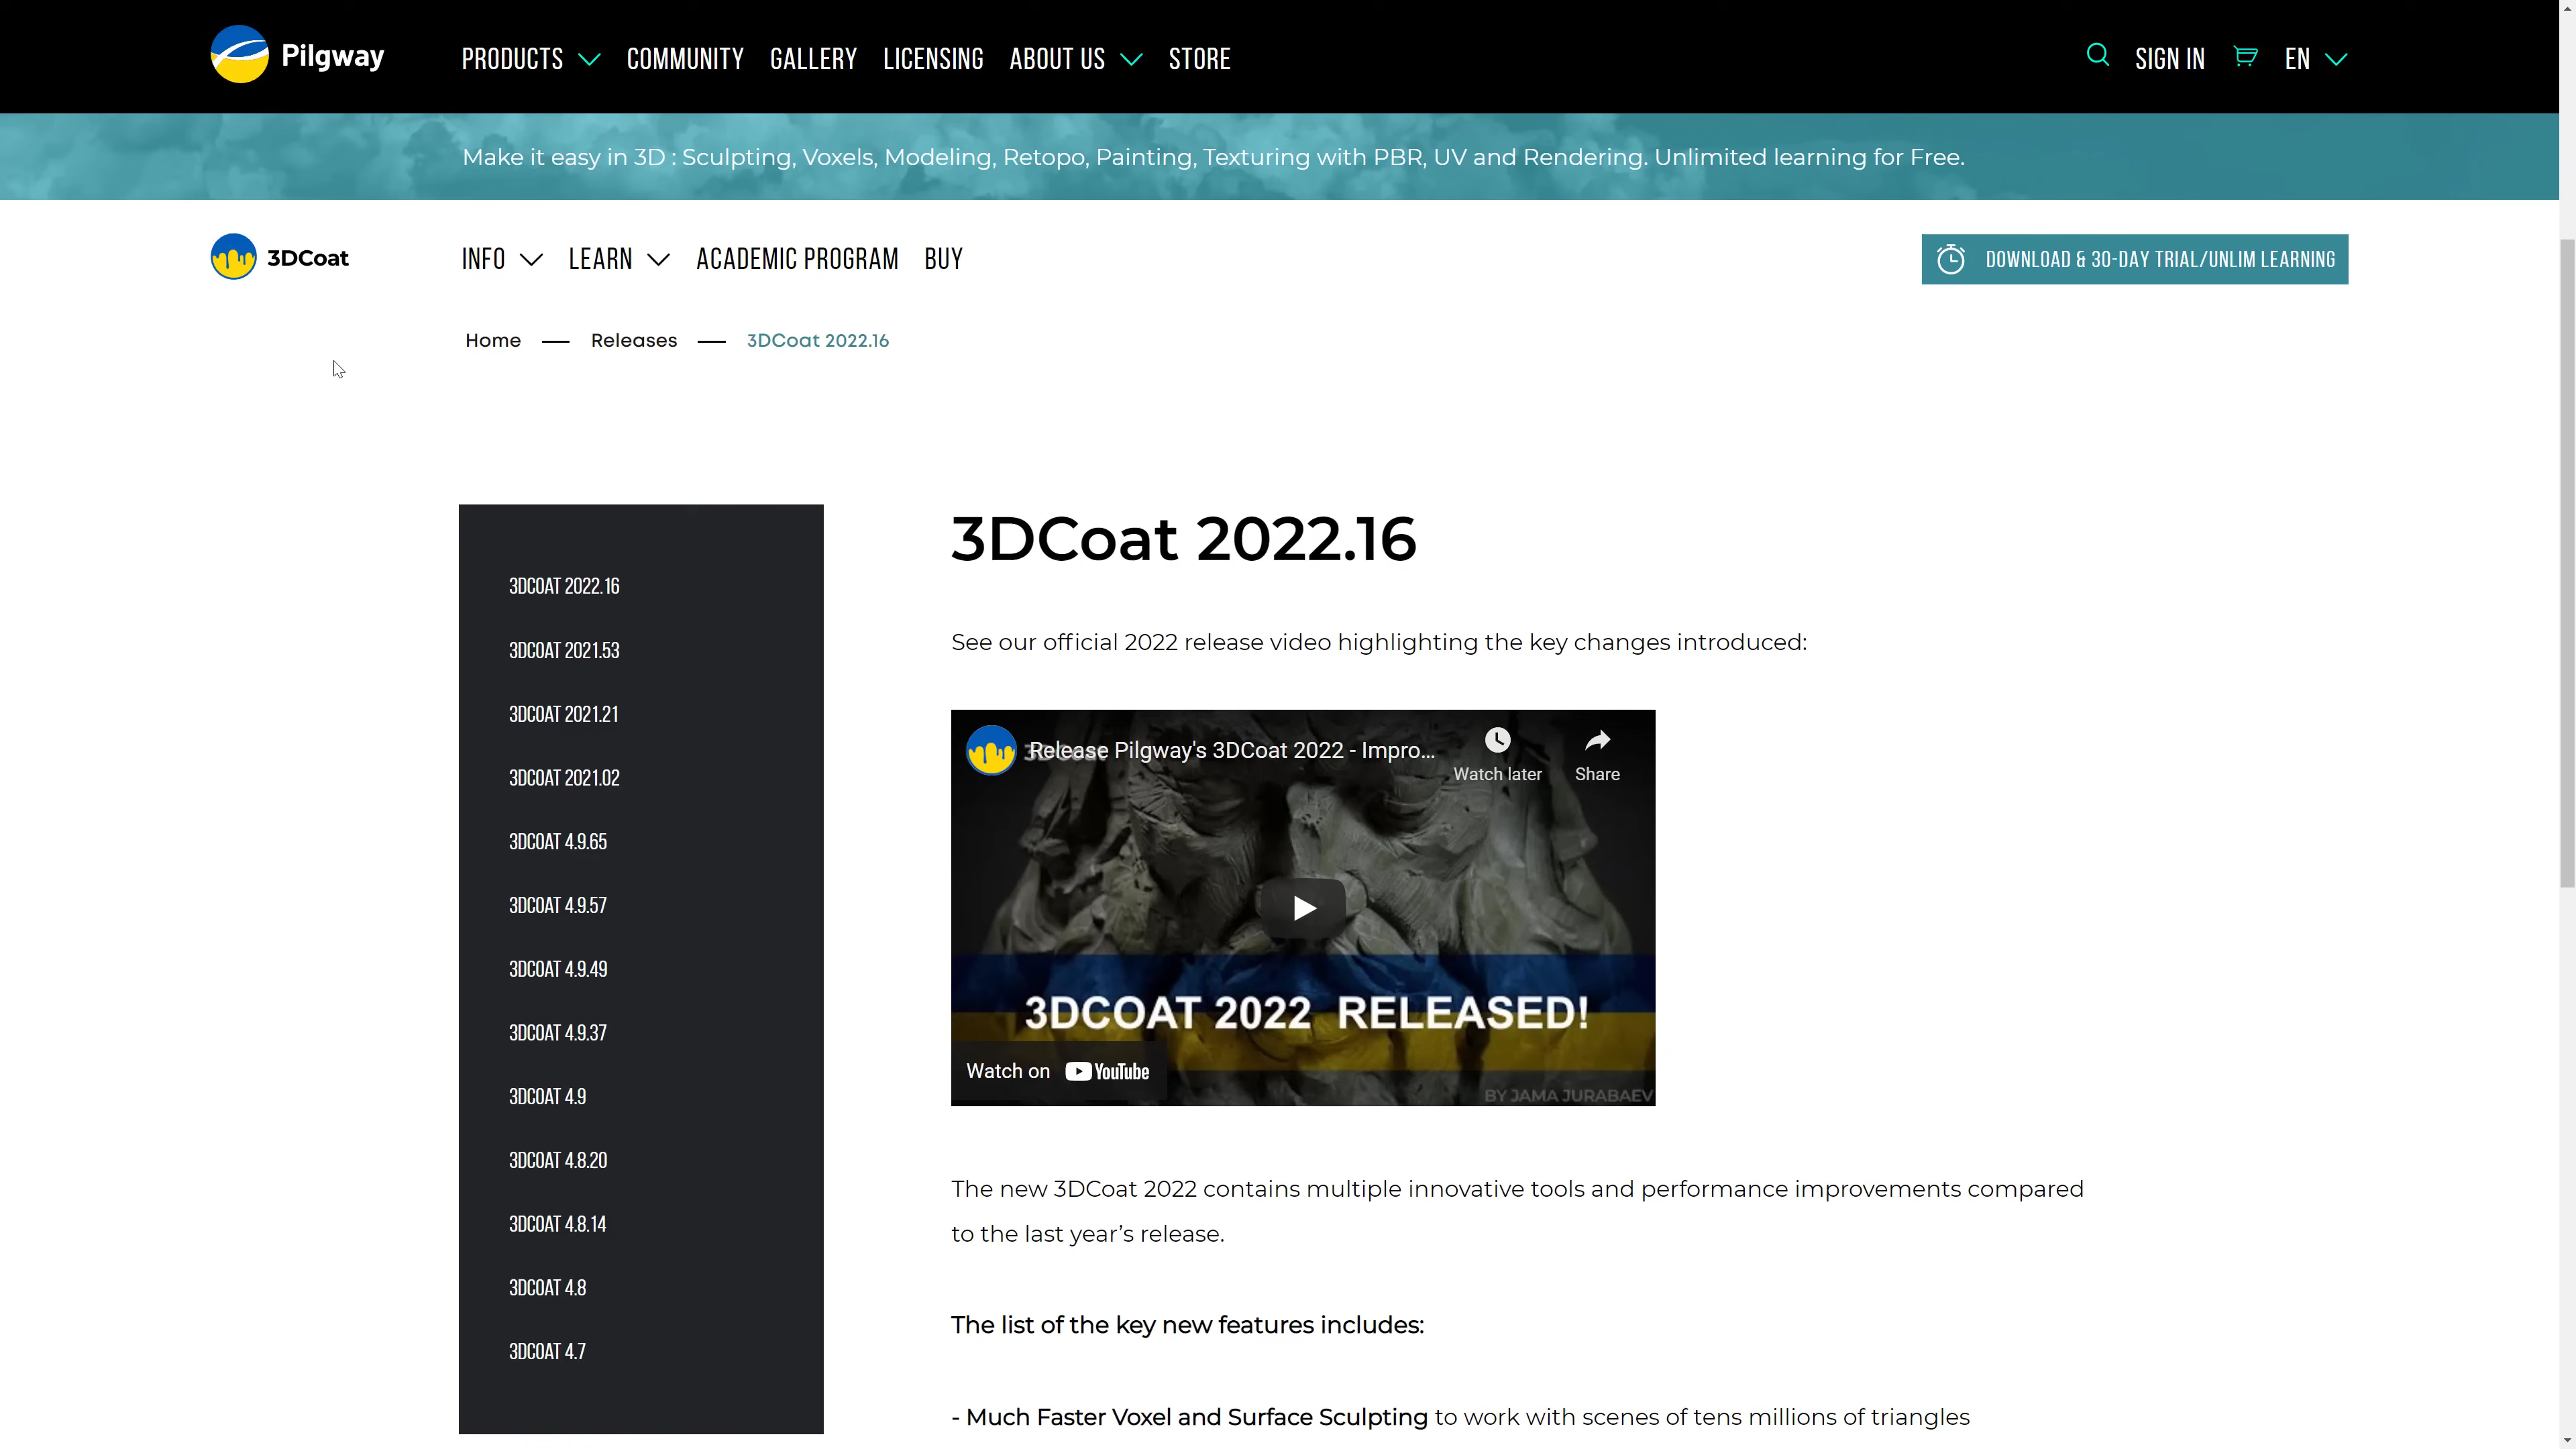 Pilgway
PRODUCTS COMMUNITY GALLERY LICENSING ABOUT US STORE
SIGN IN EN
Make it easy in 3D : Sculpting, Voxels, Modeling, Retopo, Painting, Texturing with PBR, UV and Rendering. Unlimited learning for Free.
3DCoat
INFO LEARN ACADEMIC PROGRAM BUY
DOWNLOAD & 30-DAY TRIAL/UNLIM LEARNING
Home — Releases — 3DCoat 2022.16
3DCOAT 2022.16
3DCOAT 2021.53
3DCOAT 2021.21
3DCOAT 2021.02
3DCOAT 4.9.65
3DCOAT 4.9.57
3DCOAT 4.9.49
3DCOAT 4.9.37
3DCOAT 4.9
3DCOAT 4.8.20
3DCOAT 4.8.14
3DCOAT 4.8
3DCOAT 4.7
3DCoat 2022.16
See our official 2022 release video highlighting the key changes introduced:
3DCoat
Release Pilgway's 3DCoat 2022 - Impro...
Watch later
Share
3DCOAT 2022 RELEASED!
Watch on YouTube
BY JAMA JURABAEV
The new 3DCoat 2022 contains multiple innovative tools and performance improvements compared
to the last year’s release.
The list of the key new features includes:
- Much Faster Voxel and Surface Sculpting to work with scenes of tens millions of triangles